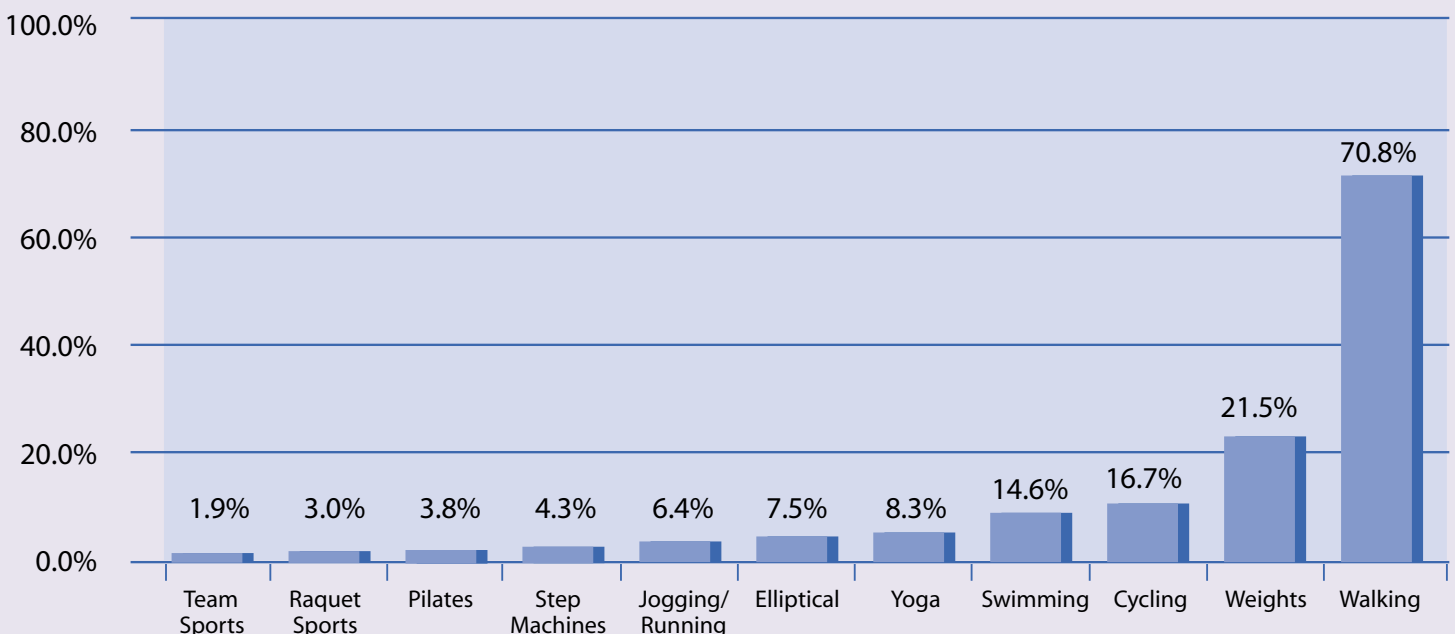 100.0%
80.0%
60.0%
40.0%
20.0%
0.0%
1.9%
3.0%
3.8%
4.3%
6.4%
7.5%
8.3%
14.6%
16.7%
21.5%
70.8%
Team
Sports
Raquet
Sports
Pilates
Step
Machines
Jogging/
Running
Elliptical
Yoga
Swimming
Cycling
Weights
Walking